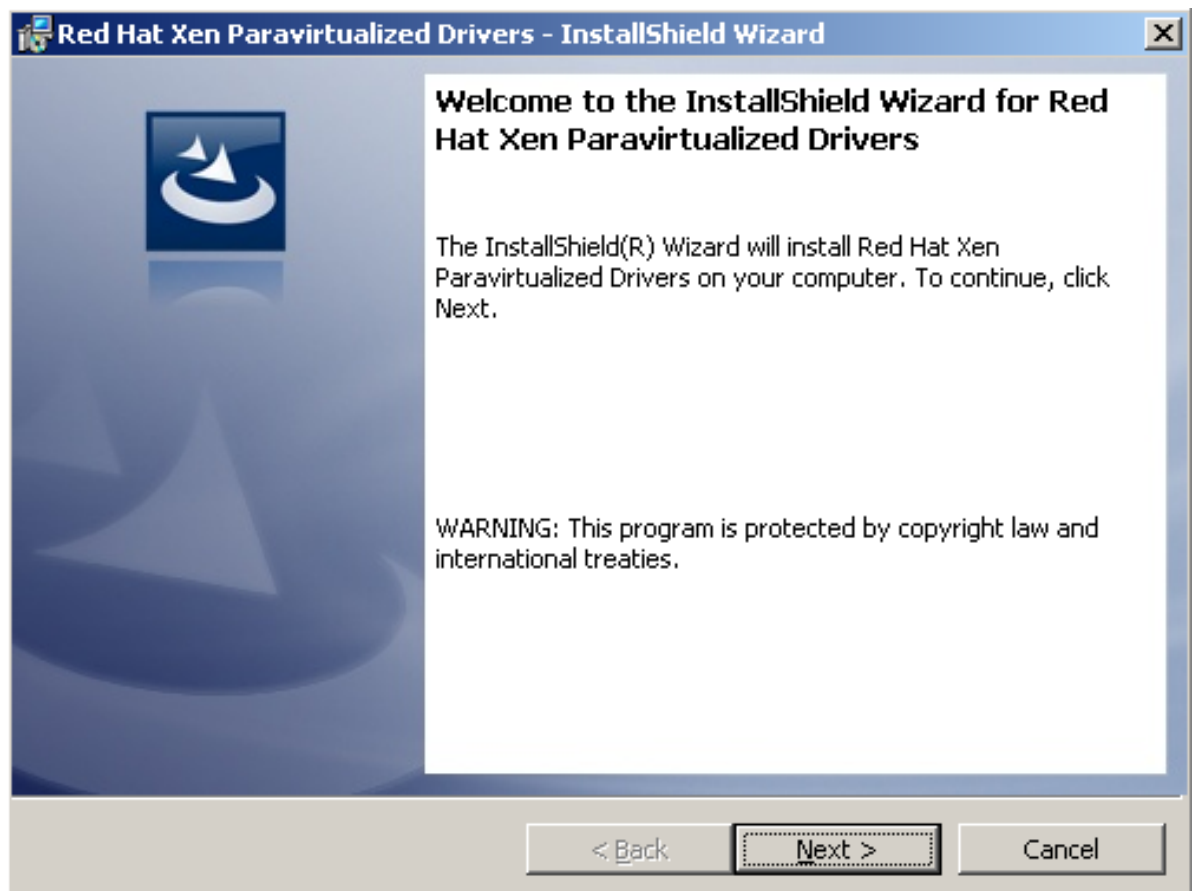 Red Hat Xen Paravirtualized Drivers - InstallShield Wizard
Welcome to the InstallShield Wizard for Red
Hat Xen Paravirtualized Drivers
The InstallShield(R) Wizard will install Red Hat Xen
Paravirtualized Drivers on your computer. To continue, click
Next.
WARNING: This program is protected by copyright law and
international treaties.
< Back Next > Cancel